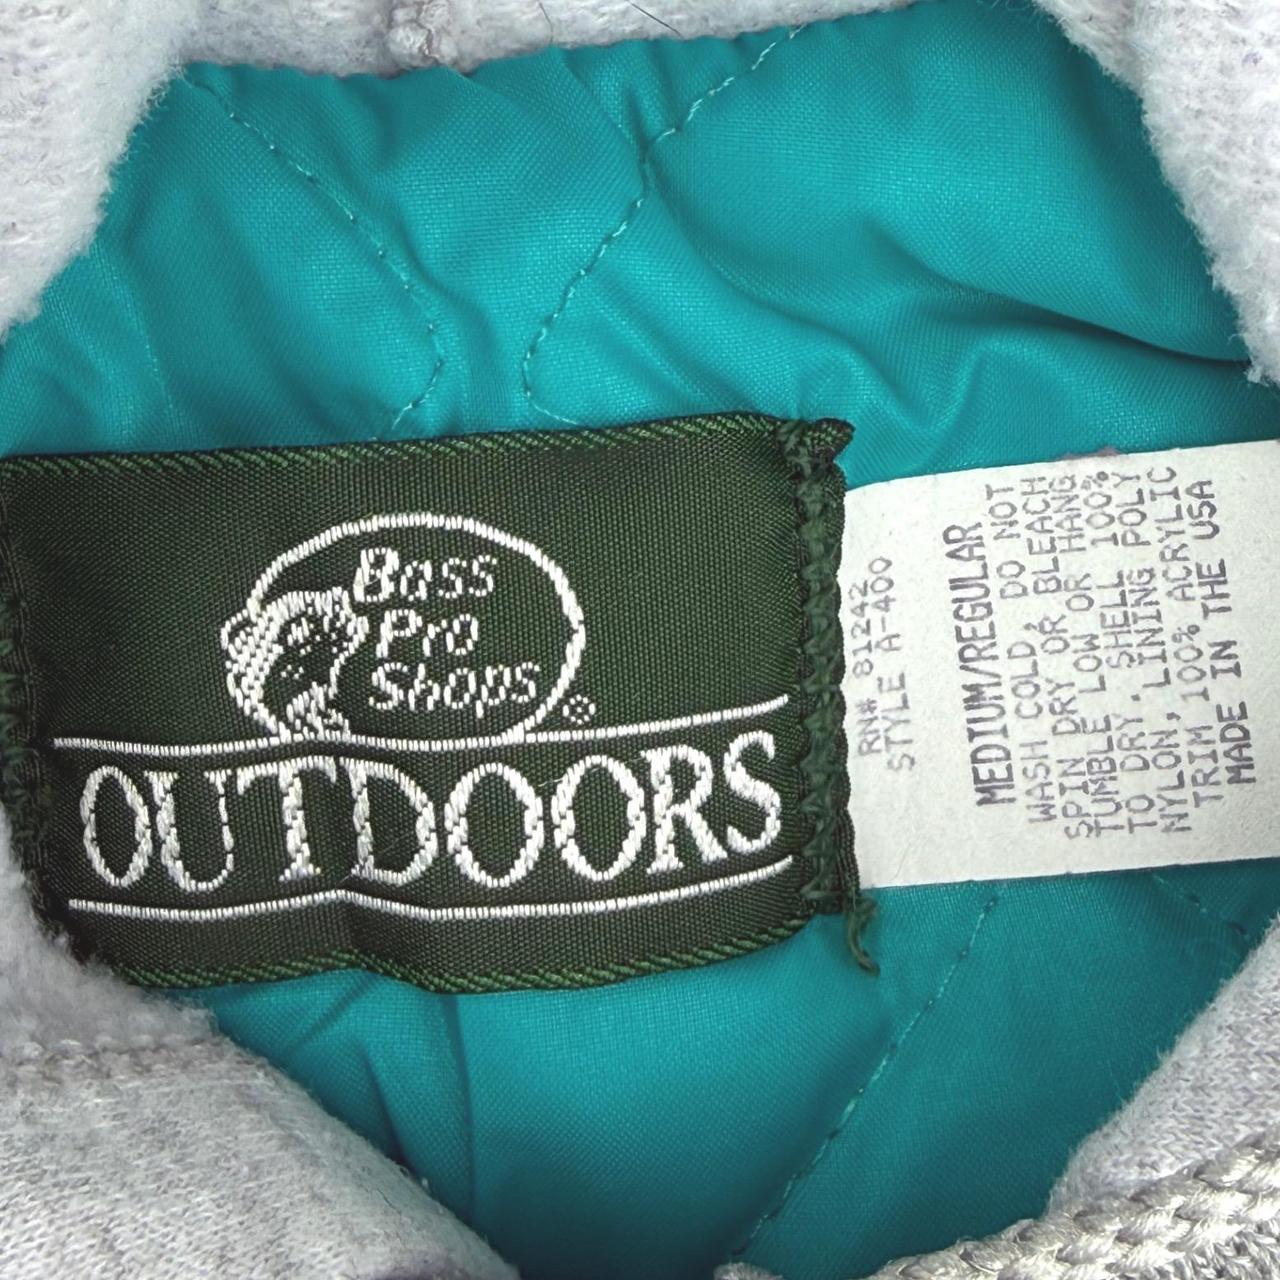 Bass
Pro
Shops®
OUTDOORS
RN# 81242
STYLE A-400
MEDIUM/REGULAR
WASH COLD, DO NOT
SPIN DRY OR BLEACH
TUMBLE LOW OR HANG
TO DRY. SHELL 100%
NYLON, LINING POLY
TRIM 100% ACRYLIC
MADE IN THE USA